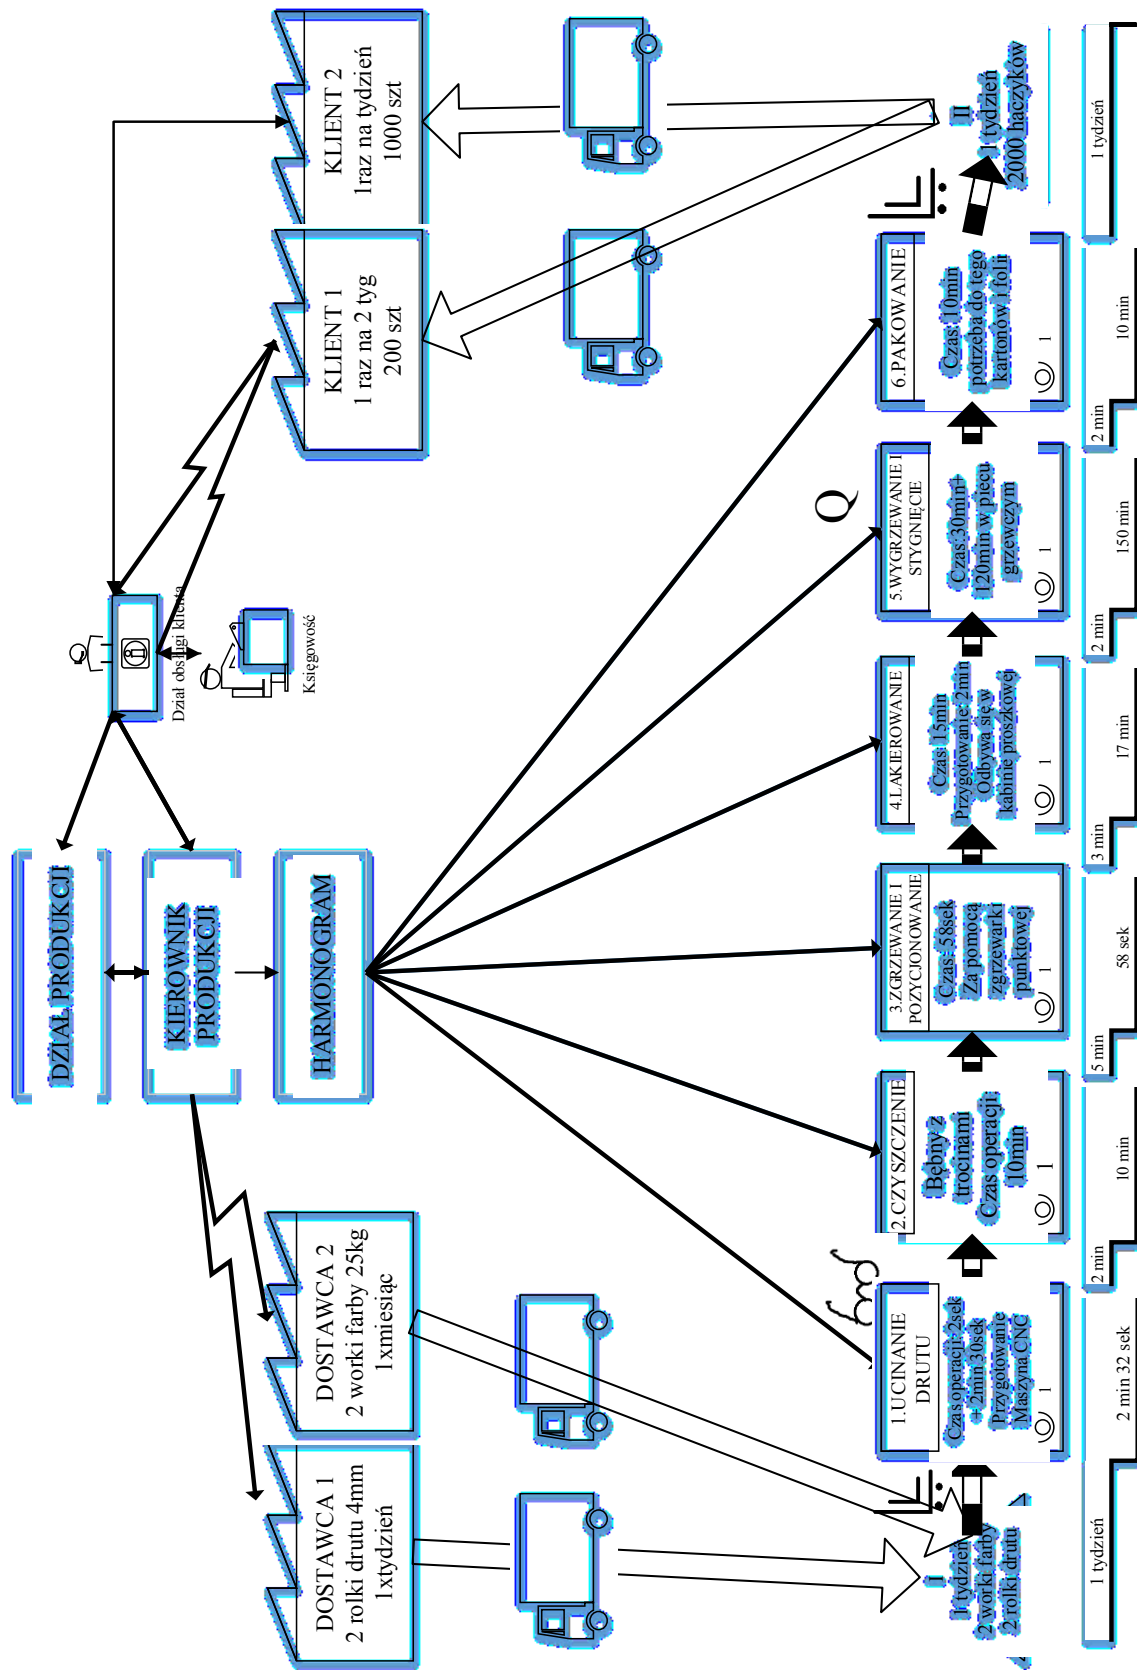 DZIAŁ PRODUKCJI
KIEROWNIK
PRODUKCJI
HARMONOGRAM
Dział obsługi klienta
Księgowość
DOSTAWCA 1
2 rolki drutu 4mm
1xtydzień
DOSTAWCA 2
2 worki farby 25kg
1xmiesiąc
KLIENT 1
1 raz na 2 tyg
200 szt
KLIENT 2
1raz na tydzień
1000 szt
I
1 tydzień
2 worki farby
2 rolki drutu
1.UCINANIE
DRUTU
Czas operacji: 2sek
+ 2min 30sek
Przygotowanie
Maszyna CNC
1
2.CZYSZCZENIE
Bębny z
trocinami
Czas operacji:
10min
1
3.ZGRZEWANIE I
POZYCJONOWANIE
Czas: 58sek
Za pomocą
zgrzewarki
punkowej
1
4.LAKIEROWANIE
Czas: 15min
Przygotowanie: 2min
Odbywa się w
kabinie proszkowej
1
Q
5.WYGRZEWANIE I
STYGNIĘCIE
Czas:30min+
120min w piecu
grzewczym
1
6.PAKOWANIE
Czas: 10min
potrzeba do tego
kartonów i folii
1
II
1 tydzień
2000 haczyków
1 tydzień
2 min 32 sek
2 min
10 min
5 min
58 sek
3 min
17 min
2 min
150 min
2 min
10 min
1 tydzień